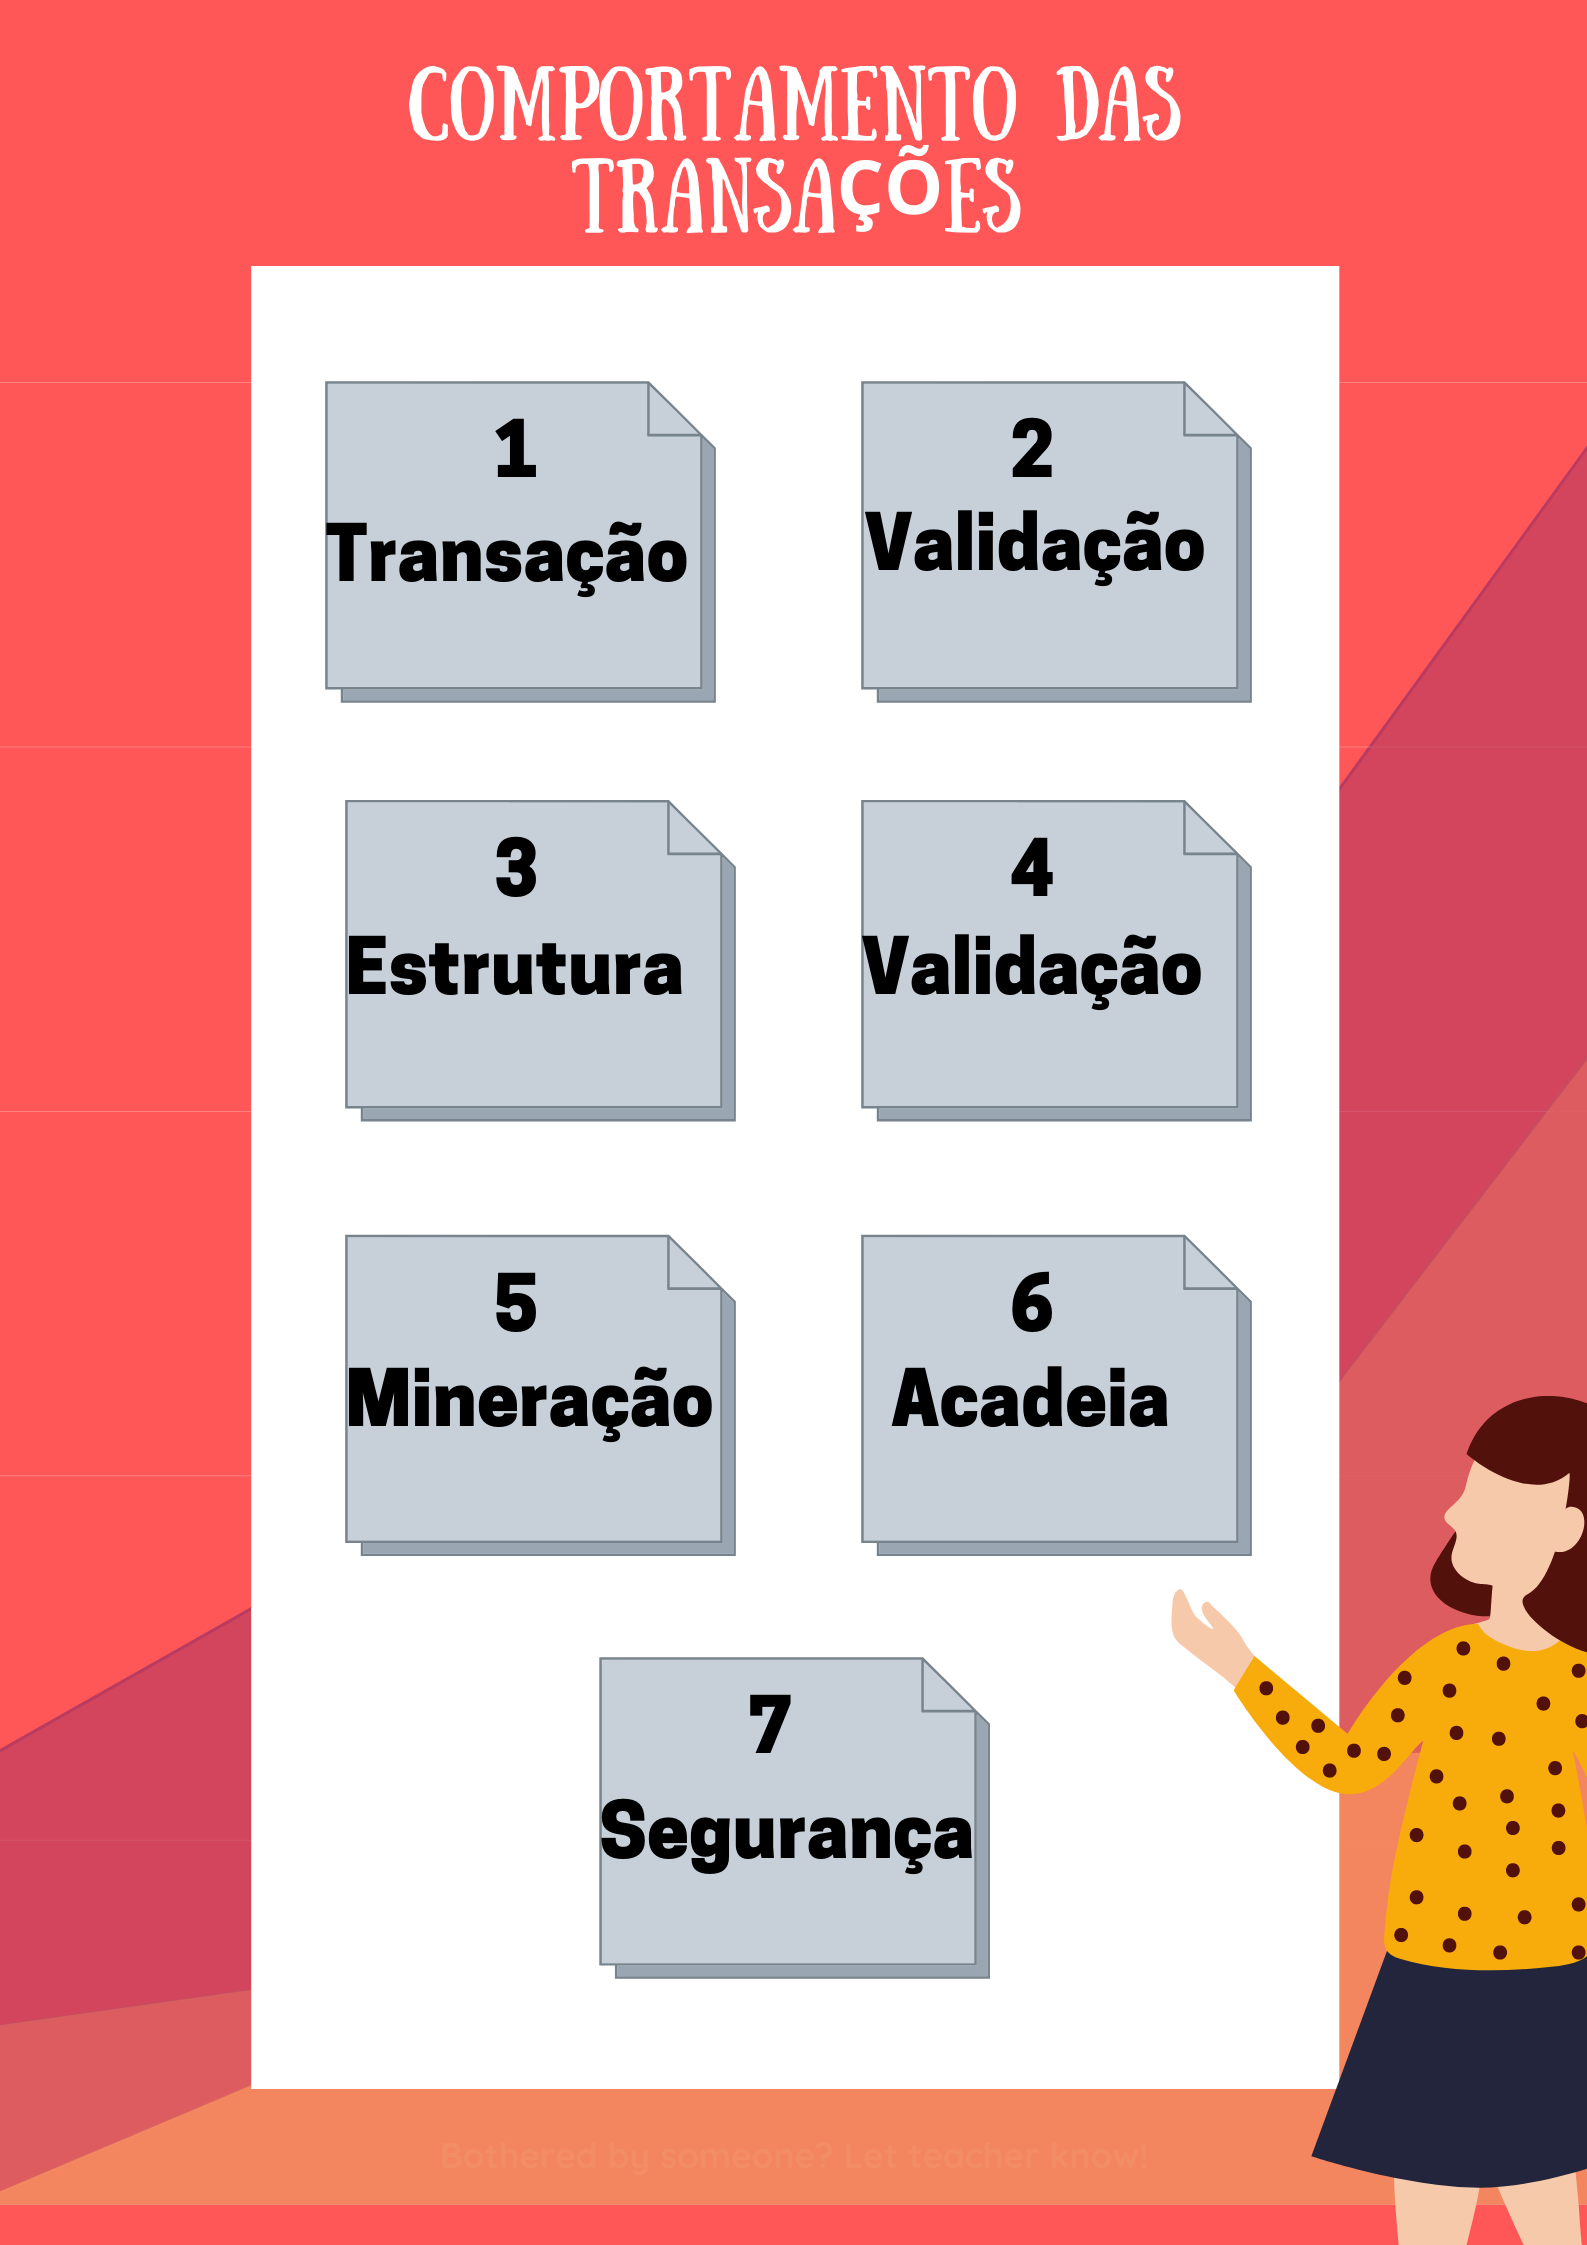 COMPORTAMENTO DAS
TRANSAÇÕES
1
Transação
2
Validação
3
Estrutura
4
Validação
5
Mineração
6
Acadeia
7
Segurança
Bothered by someone? Let teacher know!